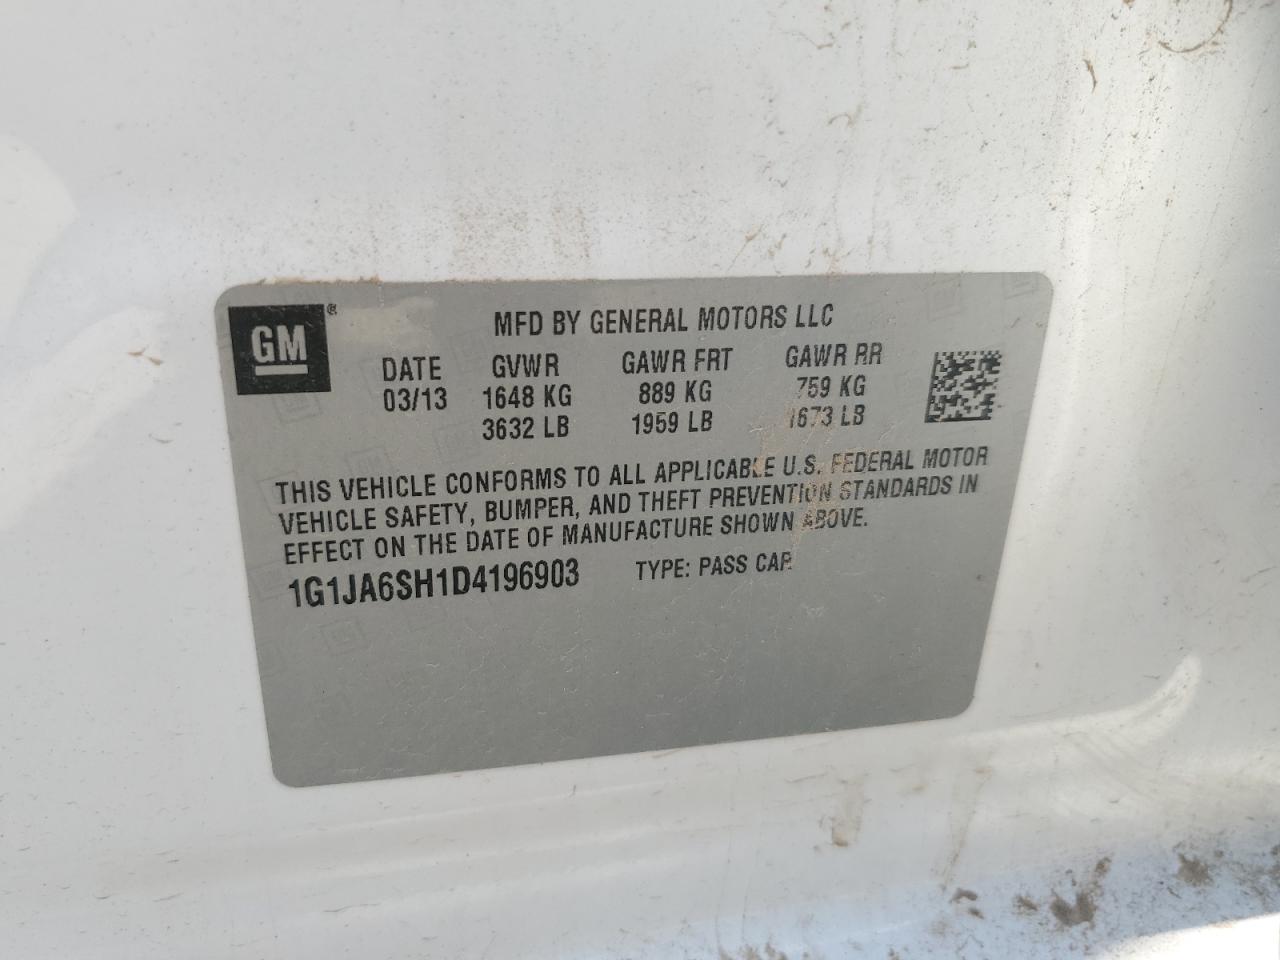 GM ®
MFD BY GENERAL MOTORS LLC
DATE GVWR GAWR FRT GAWR RR
03/13 1648 KG 889 KG 759 KG
3632 LB 1959 LB 1673 LB
THIS VEHICLE CONFORMS TO ALL APPLICABLE U.S. FEDERAL MOTOR
VEHICLE SAFETY, BUMPER, AND THEFT PREVENTION STANDARDS IN
EFFECT ON THE DATE OF MANUFACTURE SHOWN ABOVE.
1G1JA6SH1D4196903 TYPE: PASS CAR